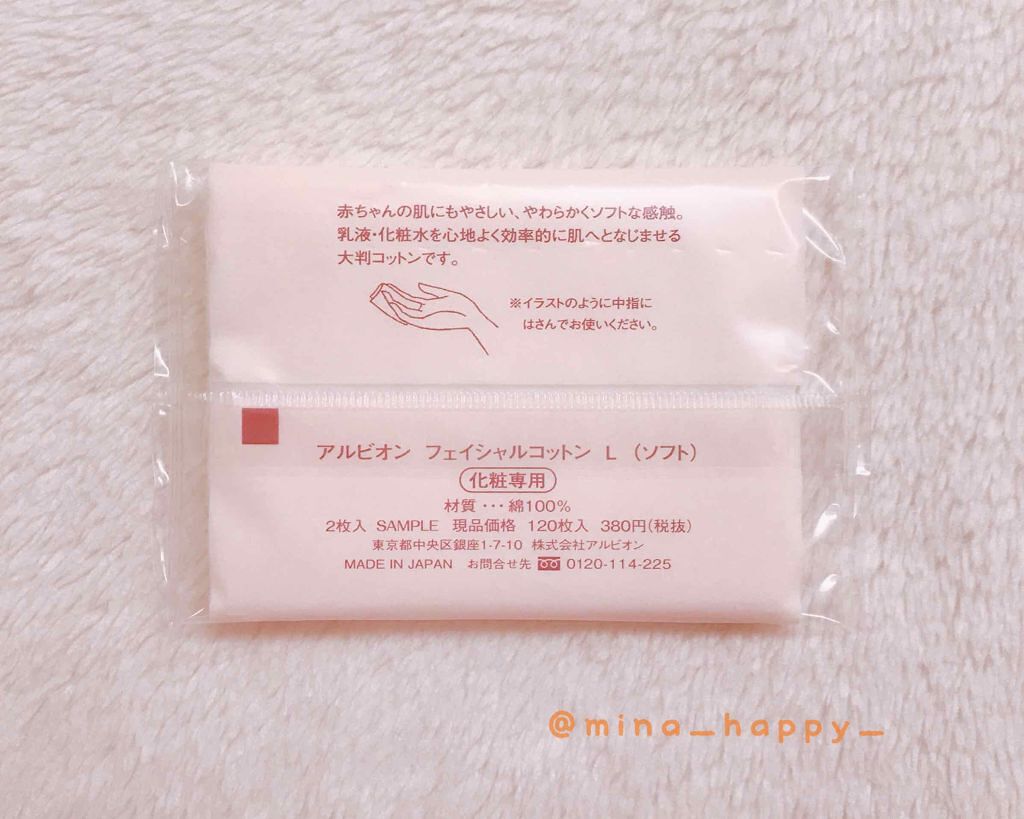 赤ちゃんの肌にもやさしい、やわらかくソフトな感触。
乳液・化粧水を心地よく効率的に肌へとなじませる
大判コットンです。
※イラストのように中指に
はさんでお使いください。
アルビオン フェイシャルコットン L (ソフト)
化粧専用
材質・・・綿100%
2枚入 SAMPLE 現品価格 120枚入 380円(税抜)
東京都中央区銀座1-7-10 株式会社アルビオン
MADE IN JAPAN お問合せ先 0120-114-225
@mina_happy_